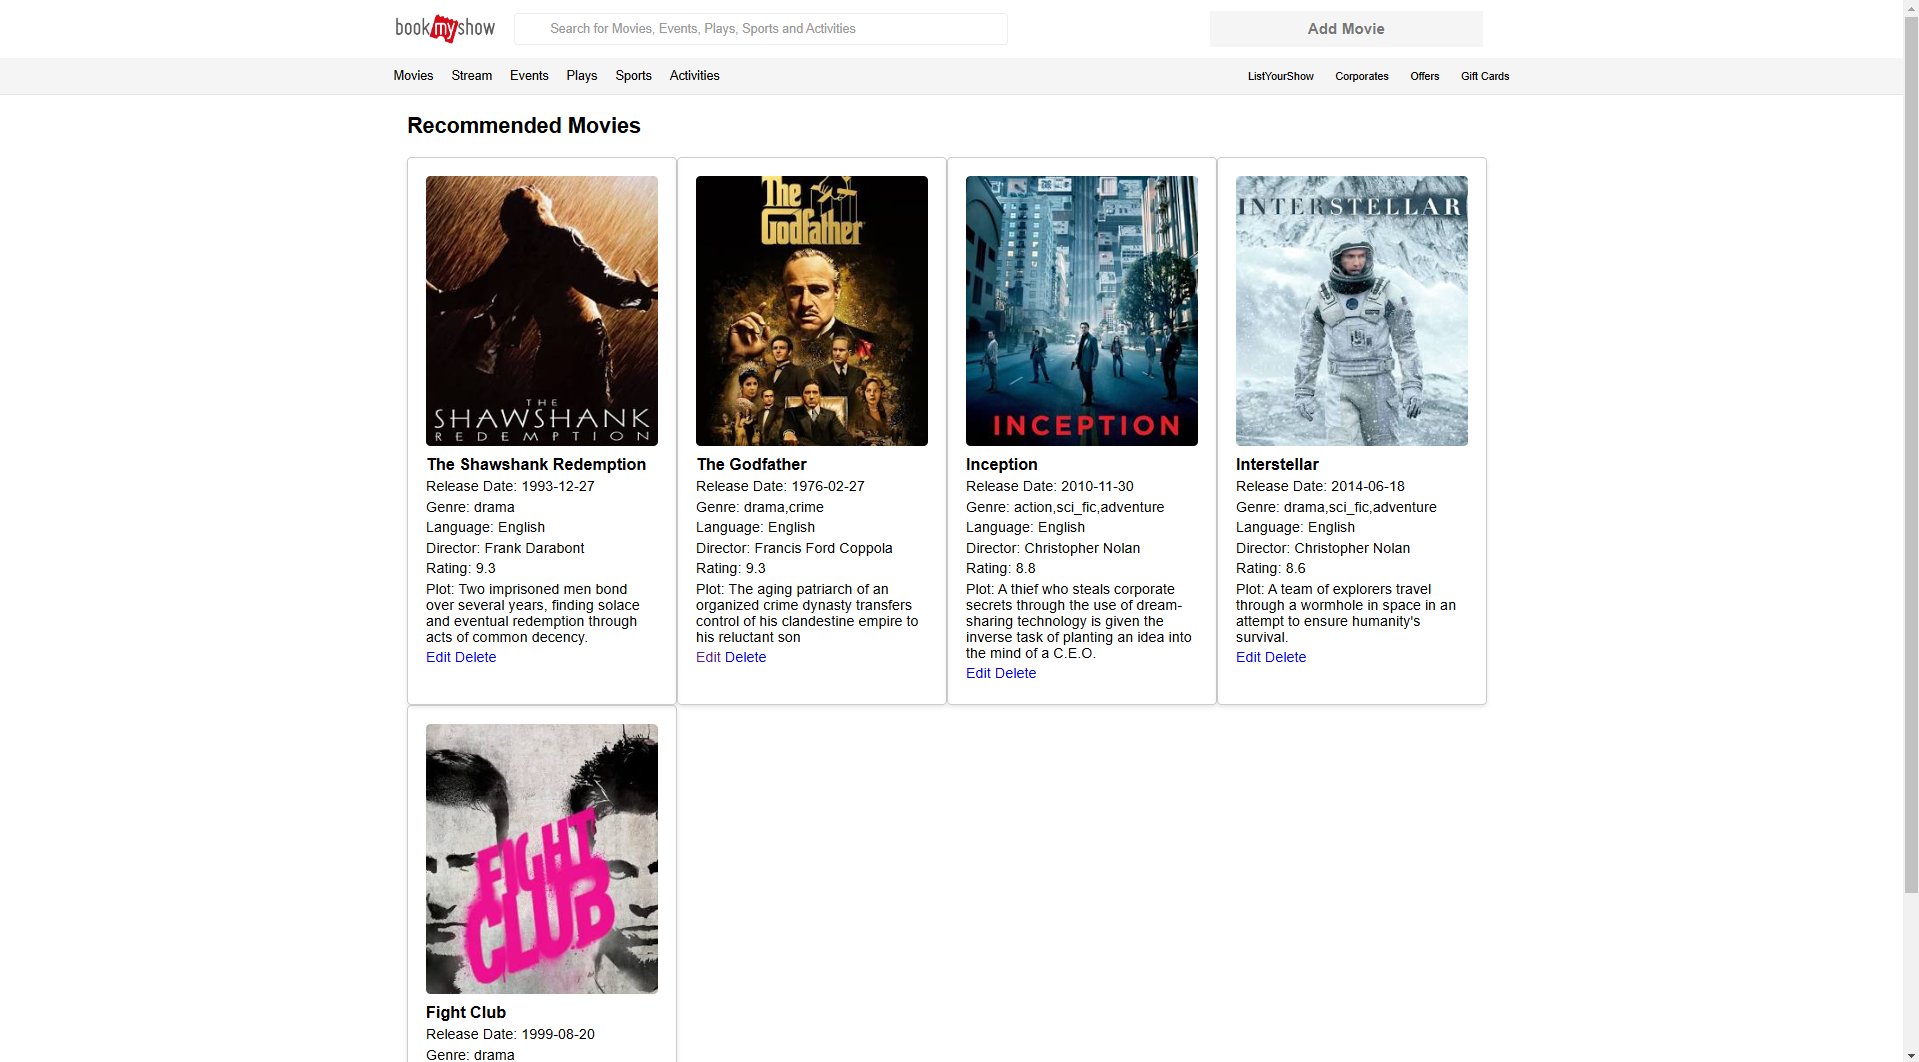 bookmyshow
Search for Movies, Events, Plays, Sports and Activities
Add Movie
Movies Stream Events Plays Sports Activities
ListYourShow Corporates Offers Gift Cards
Recommended Movies
THE
SHAWSHANK
REDEMPTION
The Shawshank Redemption
Release Date: 1993-12-27
Genre: drama
Language: English
Director: Frank Darabont
Rating: 9.3
Plot: Two imprisoned men bond
over several years, finding solace
and eventual redemption through
acts of common decency.
Edit Delete
The
Godfather
The Godfather
Release Date: 1976-02-27
Genre: drama,crime
Language: English
Director: Francis Ford Coppola
Rating: 9.3
Plot: The aging patriarch of an
organized crime dynasty transfers
control of his clandestine empire to
his reluctant son
Edit Delete
INCEPTION
Inception
Release Date: 2010-11-30
Genre: action,sci_fic,adventure
Language: English
Director: Christopher Nolan
Rating: 8.8
Plot: A thief who steals corporate
secrets through the use of dream-
sharing technology is given the
inverse task of planting an idea into
the mind of a C.E.O.
Edit Delete
INTERSTELLAR
Interstellar
Release Date: 2014-06-18
Genre: drama,sci_fic,adventure
Language: English
Director: Christopher Nolan
Rating: 8.6
Plot: A team of explorers travel
through a wormhole in space in an
attempt to ensure humanity's
survival.
Edit Delete
FIGHT
CLUB
Fight Club
Release Date: 1999-08-20
Genre: drama